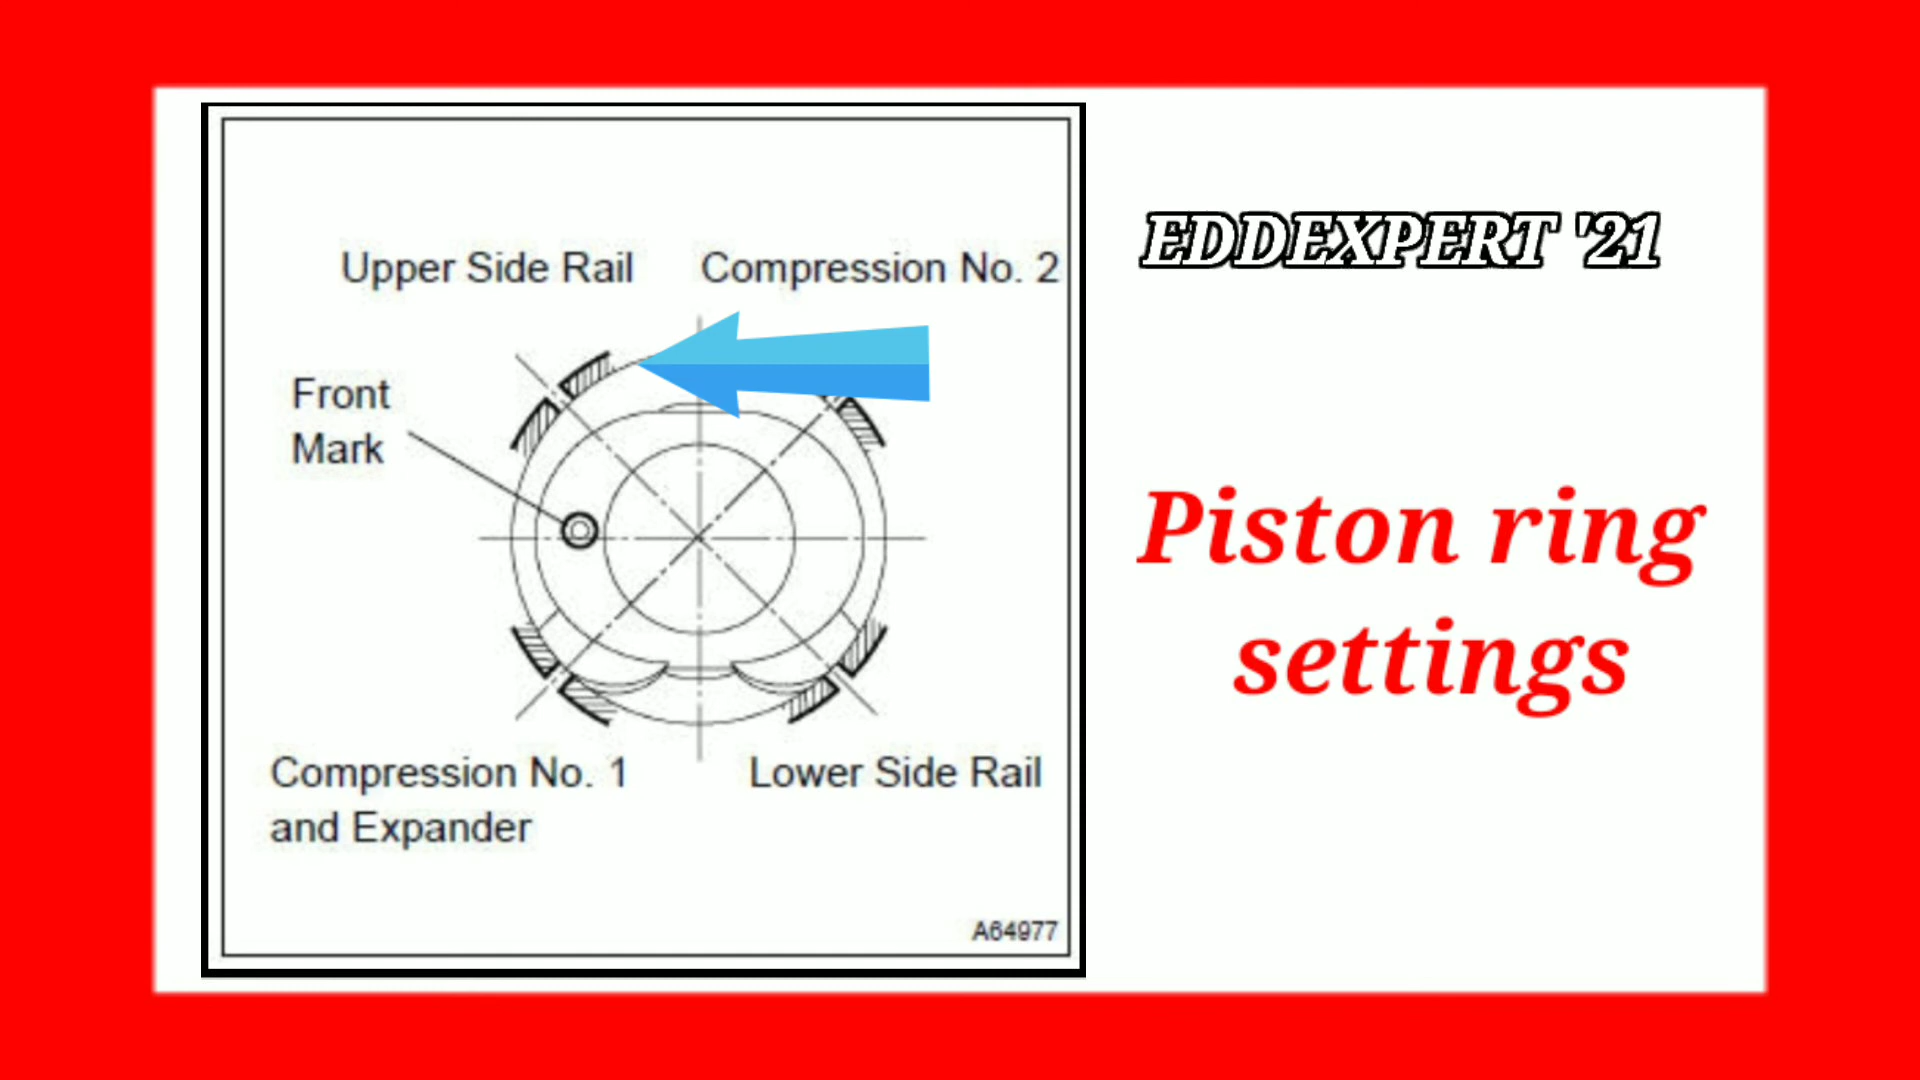 Upper Side Rail
Compression No. 2
Front
Mark
Compression No. 1
and Expander
Lower Side Rail
A64977
EDDEXPERT '21
Piston ring
settings